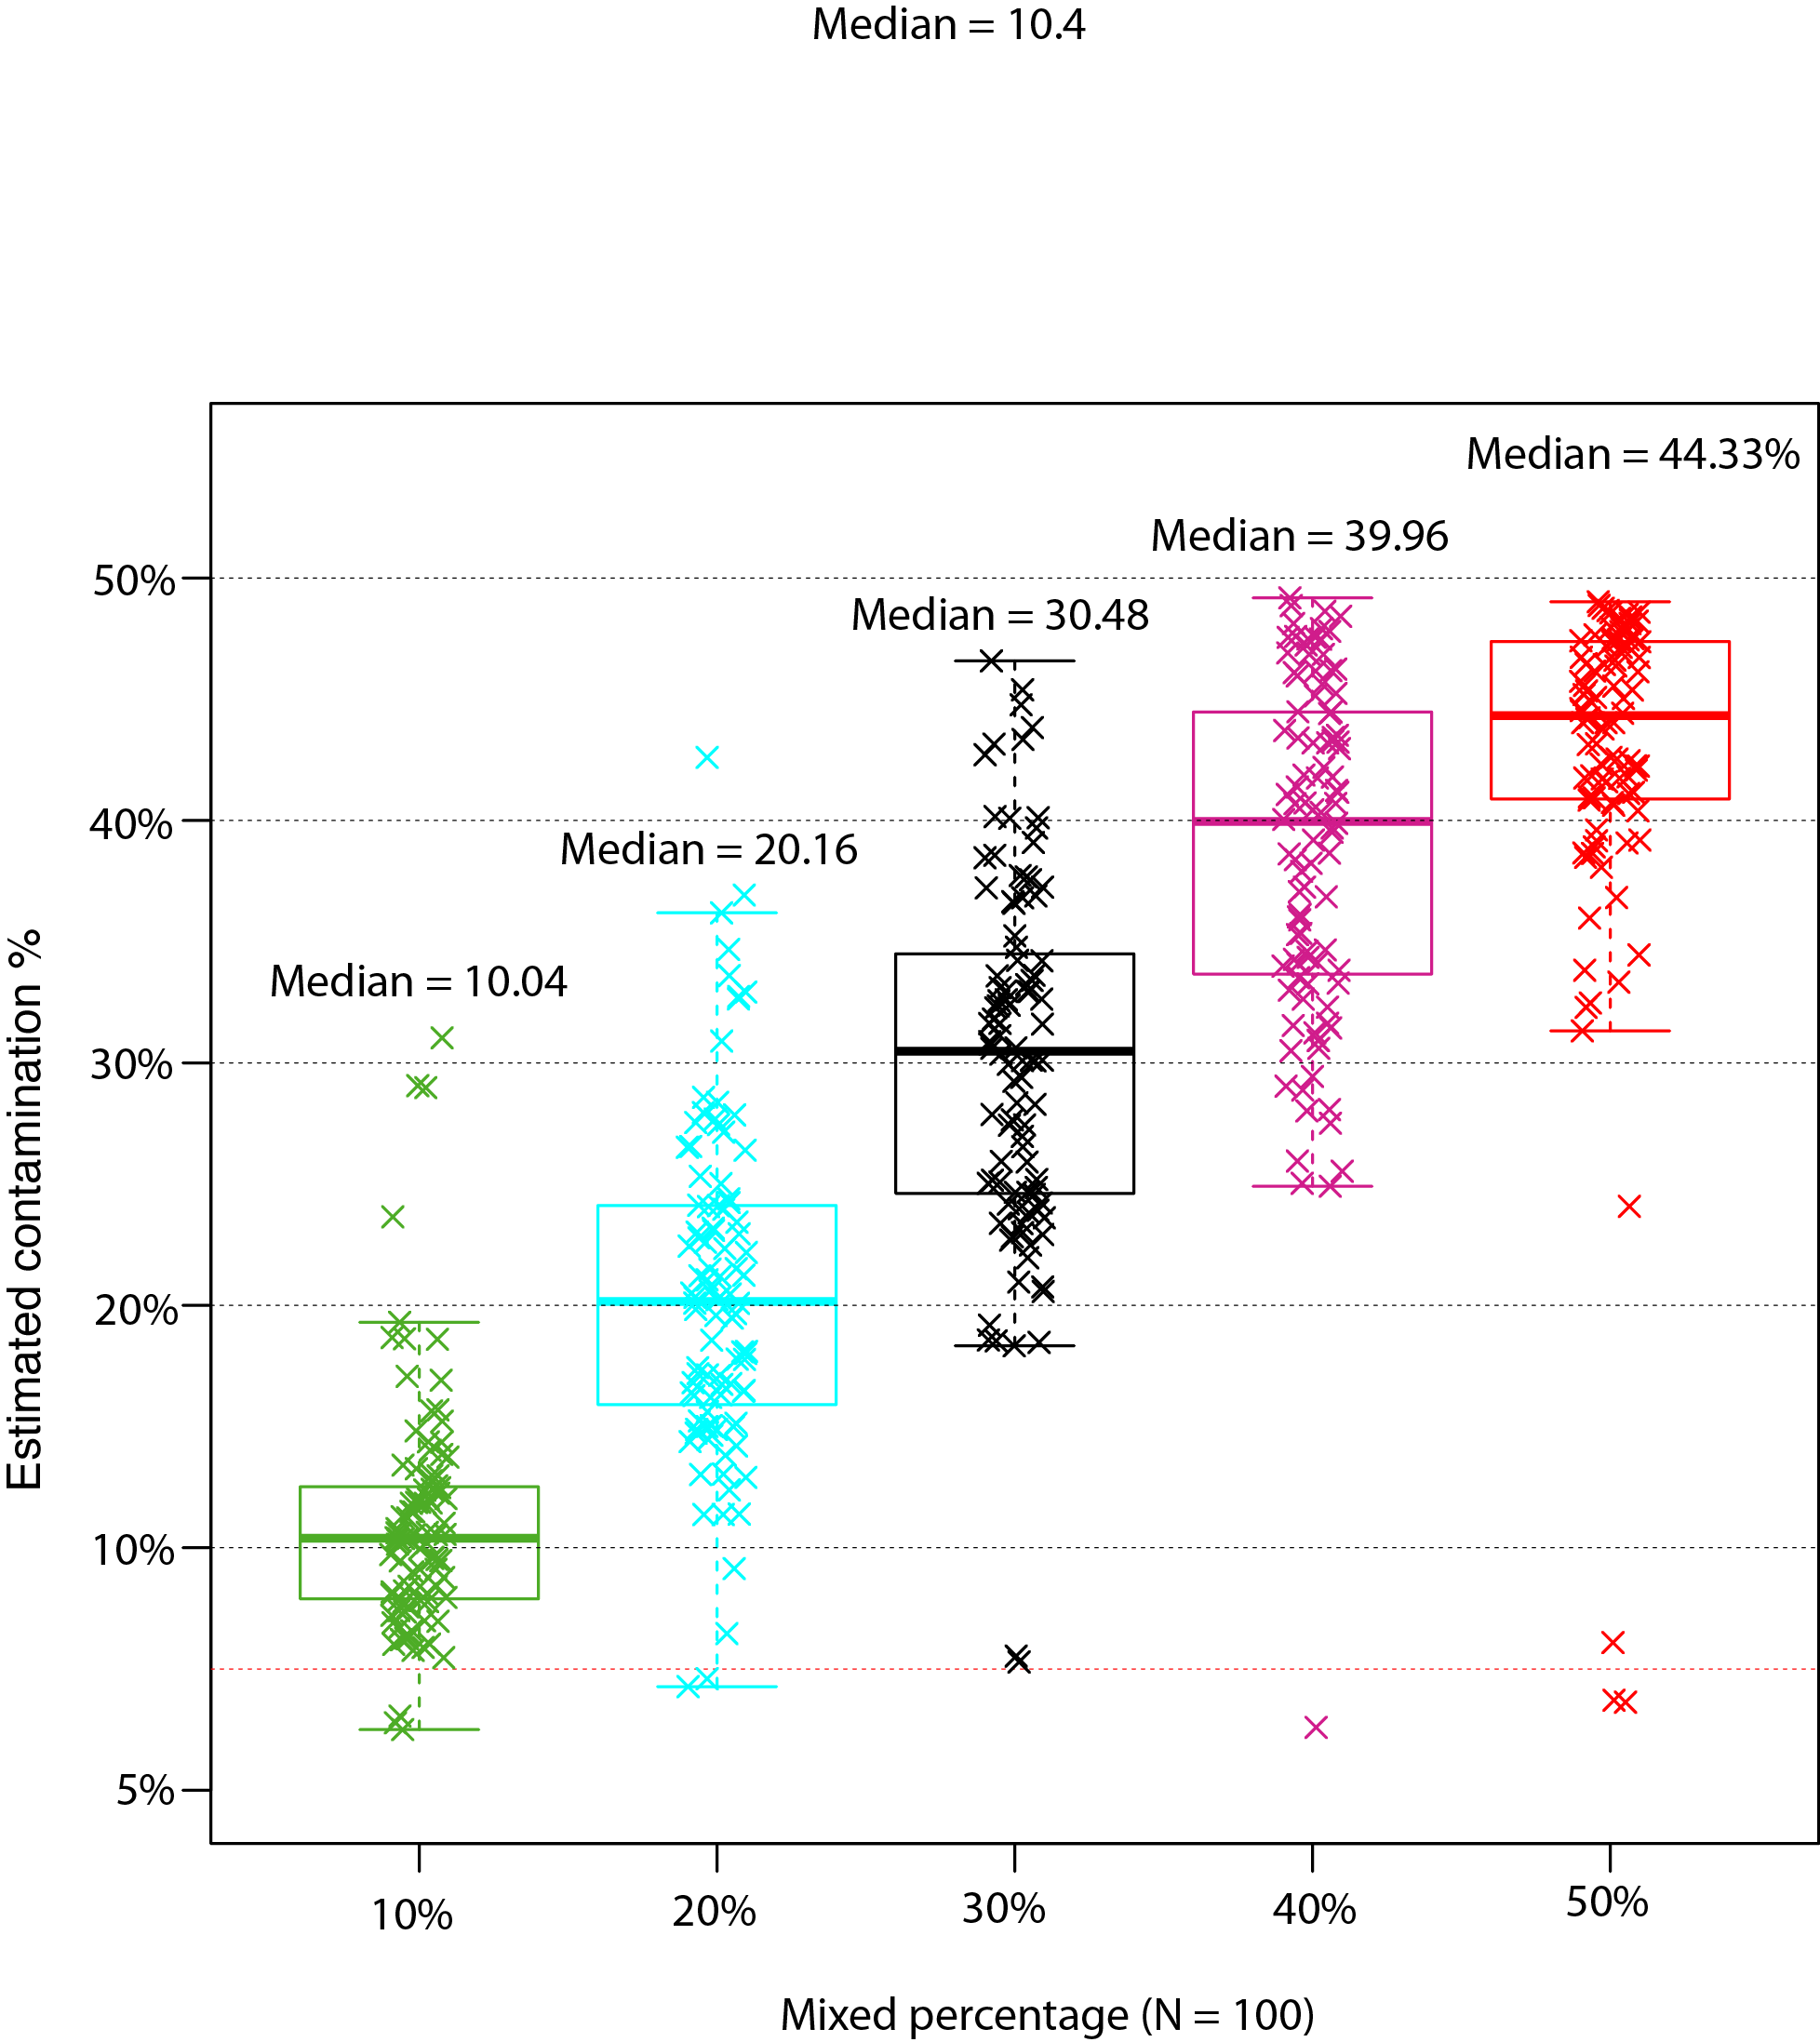 Median = 10.4
Median = 44.33%
Median = 39.96
50%
Median = 30.48
40%
Median = 20.16
Median = 10.04
30%
20%
10%
5%
Estimated contamination %
10%
20%
30%
40%
50%
Mixed percentage (N = 100)